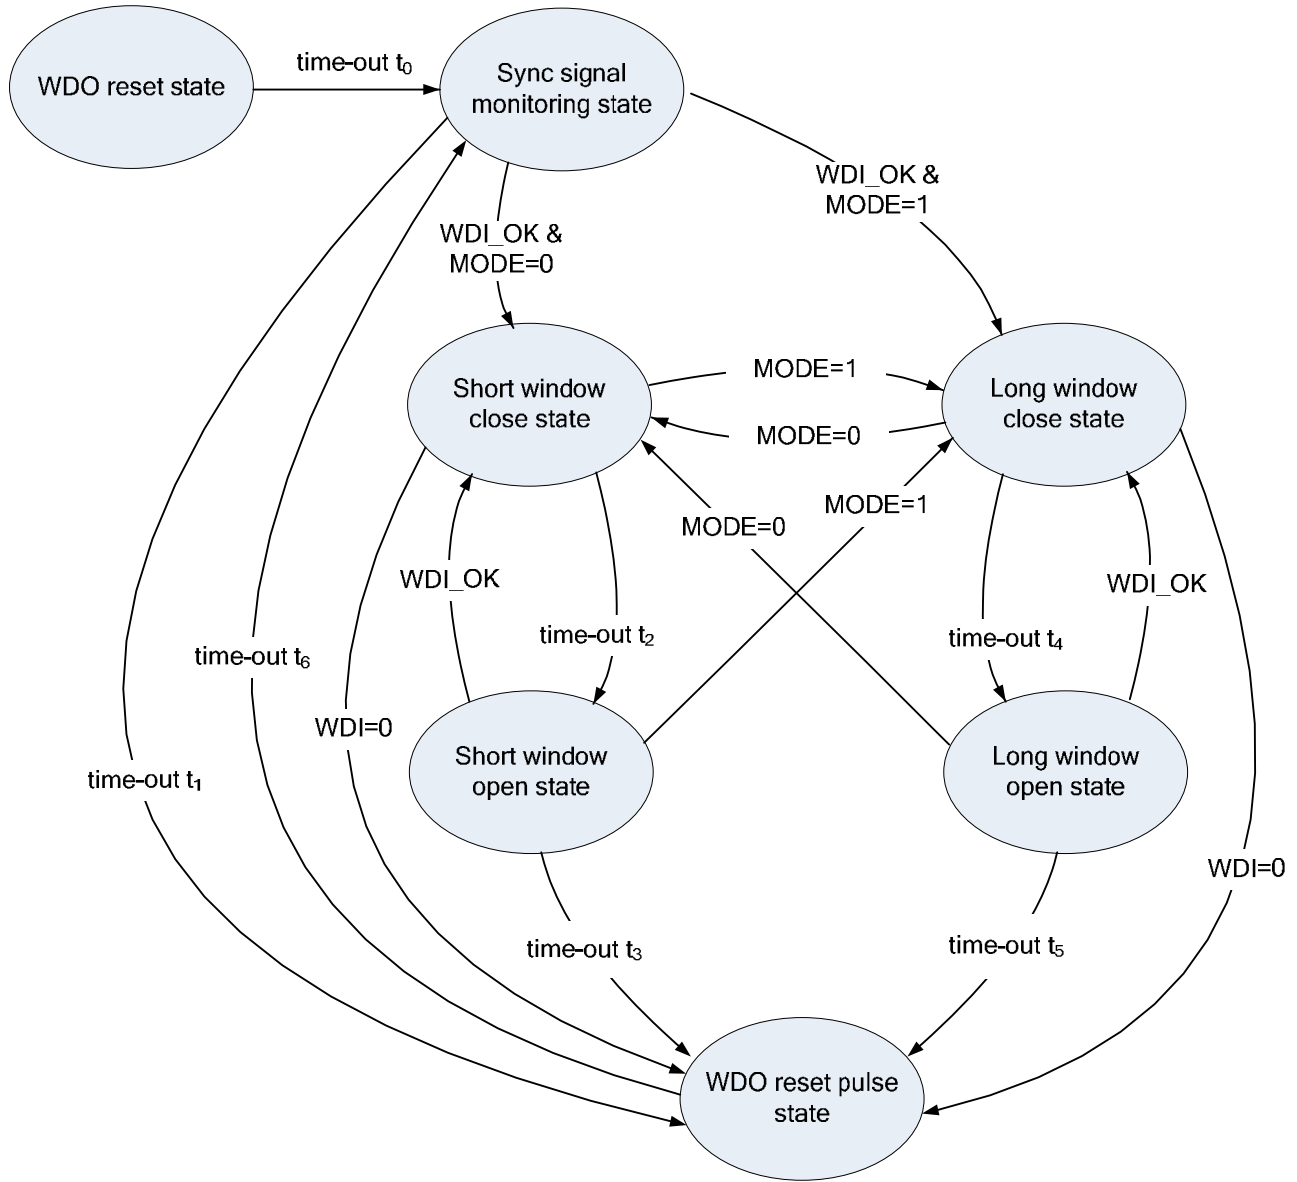 WDO reset state
time-out t0
Sync signal
monitoring state
WDI_OK &
MODE=1
WDI_OK &
MODE=0
Short window
close state
MODE=1
MODE=0
Long window
close state
MODE=0
MODE=1
WDI_OK
time-out t2
time-out t4
WDI_OK
time-out t6
WDI=0
time-out t1
Short window
open state
Long window
open state
WDI=0
time-out t3
time-out t5
WDO reset pulse
state